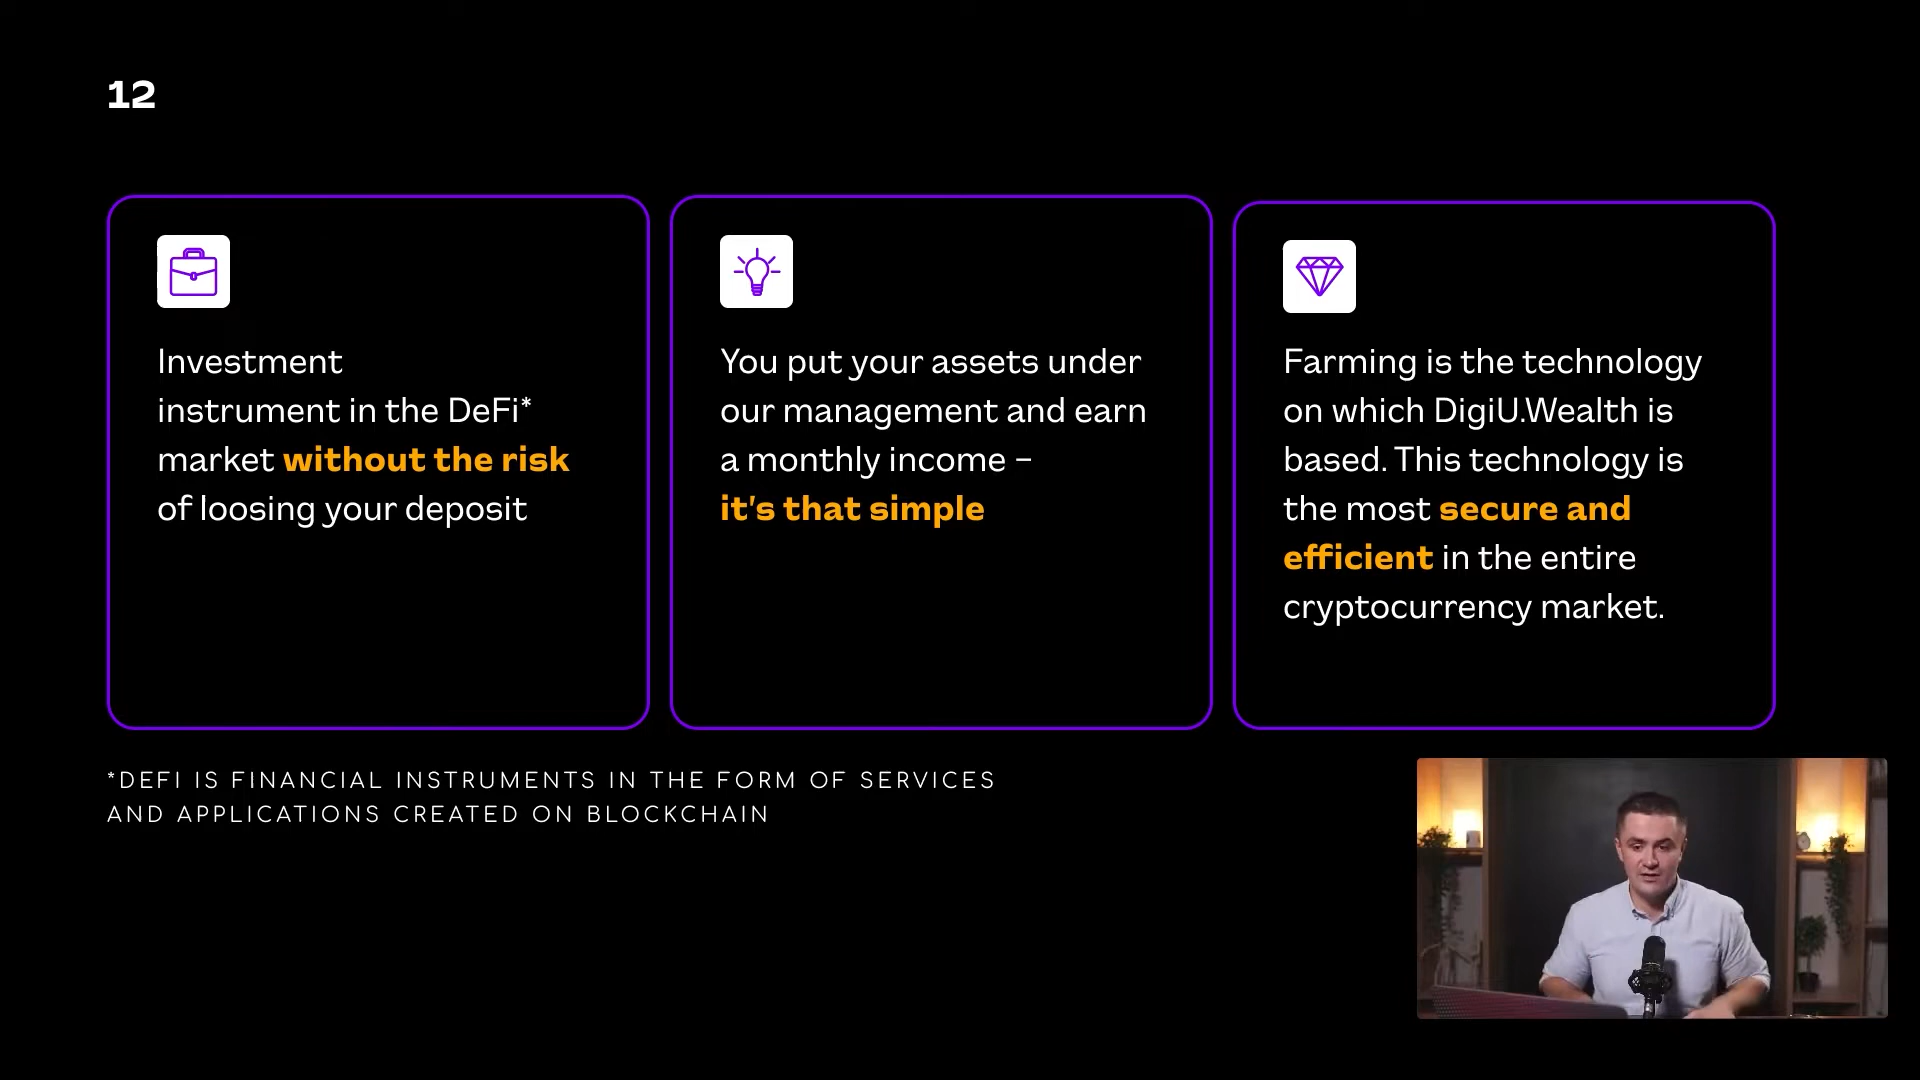 12
Investment
instrument in the DeFi*
market without the risk
of loosing your deposit
You put your assets under
our management and earn
a monthly income –
it's that simple
Farming is the technology
on which DigiU.Wealth is
based. This technology is
the most secure and
efficient in the entire
cryptocurrency market.
*DEFI IS FINANCIAL INSTRUMENTS IN THE FORM OF SERVICES
AND APPLICATIONS CREATED ON BLOCKCHAIN